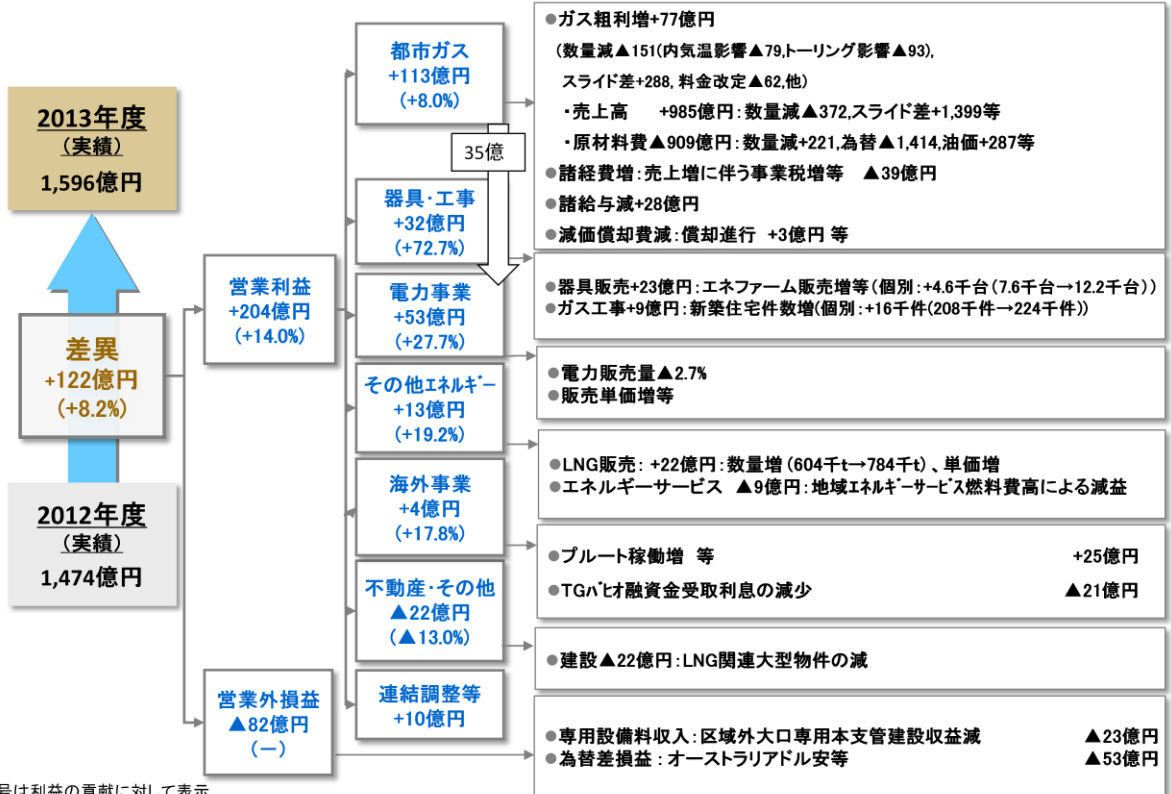 2013年度
(実績)
1,596億円
差異
+122億円
(+8.2%)
2012年度
(実績)
1,474億円
営業利益
+204億円
(+14.0%)
営業外損益
▲82億円
(ー)
都市ガス
+113億円
(+8.0%)
35億
器具・工事
+32億円
(+72.7%)
電力事業
+53億円
(+27.7%)
その他エネルギー
+13億円
(+19.2%)
海外事業
+4億円
(+17.8%)
不動産・その他
▲22億円
(▲13.0%)
連結調整等
+10億円
●ガス粗利増+77億円
(数量減▲151(内気温影響▲79,トーリング影響▲93),
スライド差+288, 料金改定▲62,他)
・売上高 +985億円:数量減▲372,スライド差+1,399等
・原材料費▲909億円:数量減+221,為替▲1,414,油価+287等
●諸経費増:売上増に伴う事業税増等 ▲39億円
●諸給与減+28億円
●減価償却費減:償却進行 +3億円 等
●器具販売+23億円:エネファーム販売増等(個別:+4.6千台(7.6千台→12.2千台))
●ガス工事+9億円:新築住宅件数増(個別:+16千件(208千件→224千件))
●電力販売量▲2.7%
●販売単価増等
●LNG販売: +22億円:数量増(604千t→784千t)、単価増
●エネルギーサービス ▲9億円:地域エネルギーサービス燃料費高による減益
●プルート稼働増 等 +25億円
●TGバヒオ融資金受取利息の減少 ▲21億円
●建設▲22億円:LNG関連大型物件の減
●専用設備料収入:区域外大口専用本支管建設収益減 ▲23億円
●為替差損益:オーストラリアドル安等 ▲53億円
号は利益の貢献に対して表示